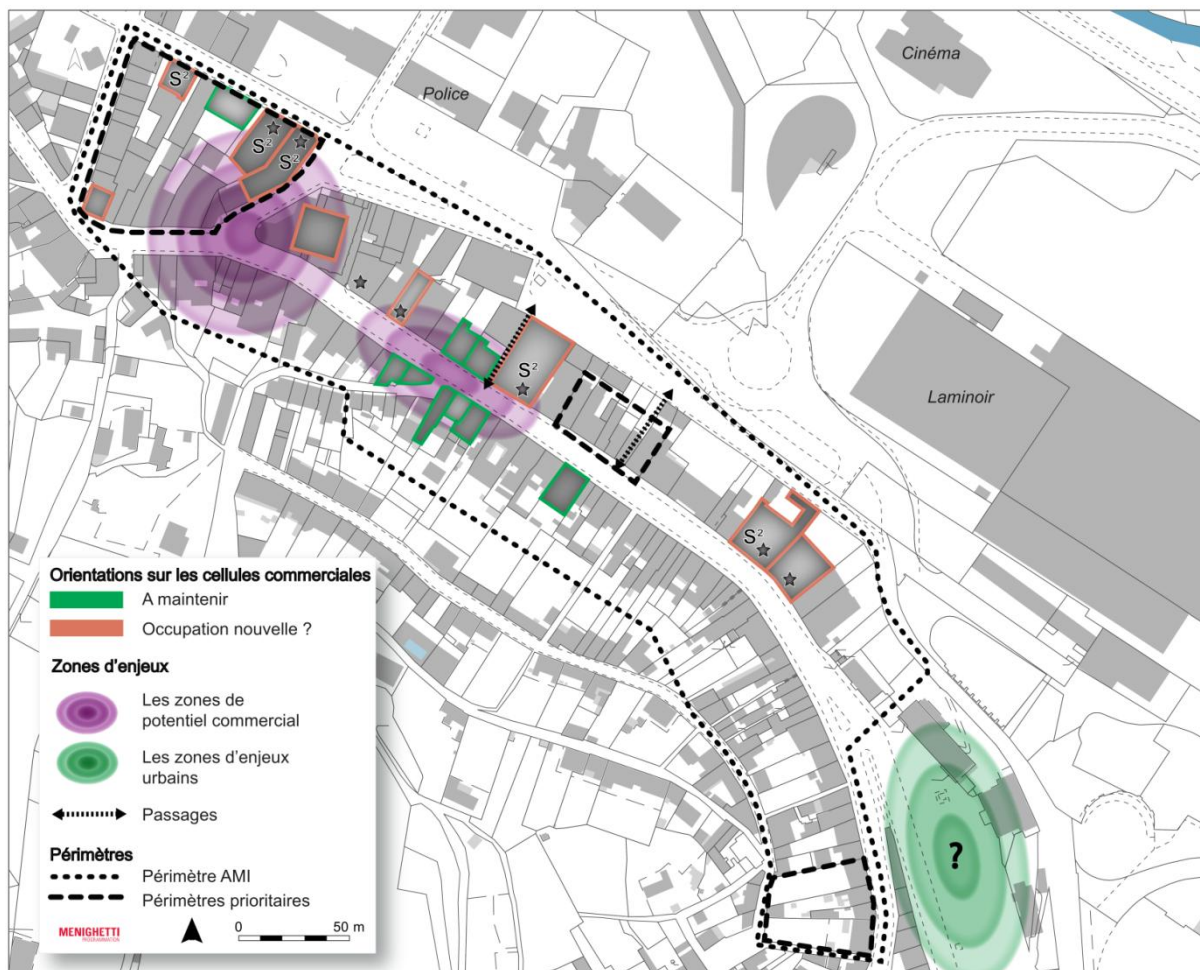 Cinéma
Police
S²
S²
S²
S²
Laminoir
S²
Orientations sur les cellules commerciales
A maintenir
Occupation nouvelle ?
Zones d'enjeux
Les zones de
potentiel commercial
Les zones d'enjeux
urbains
Passages
Périmètres
Périmètre AMI
Périmètres prioritaires
MENIGHETTI
PROGRAMMATION
0 50 m
?